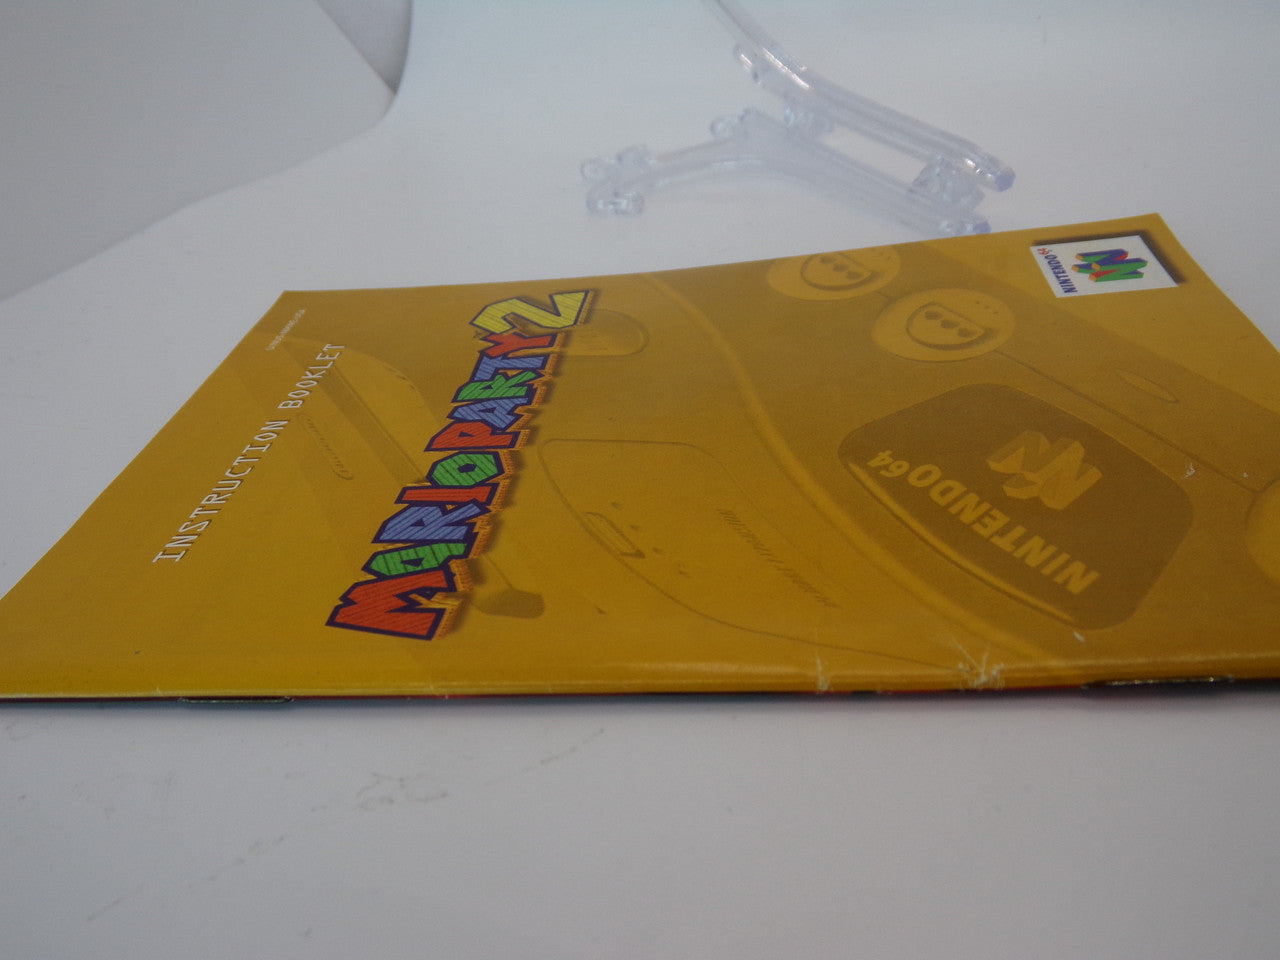 NINTENDO64
NINTENDO64
MARIO PARTY 2
INSTRUCTION BOOKLET